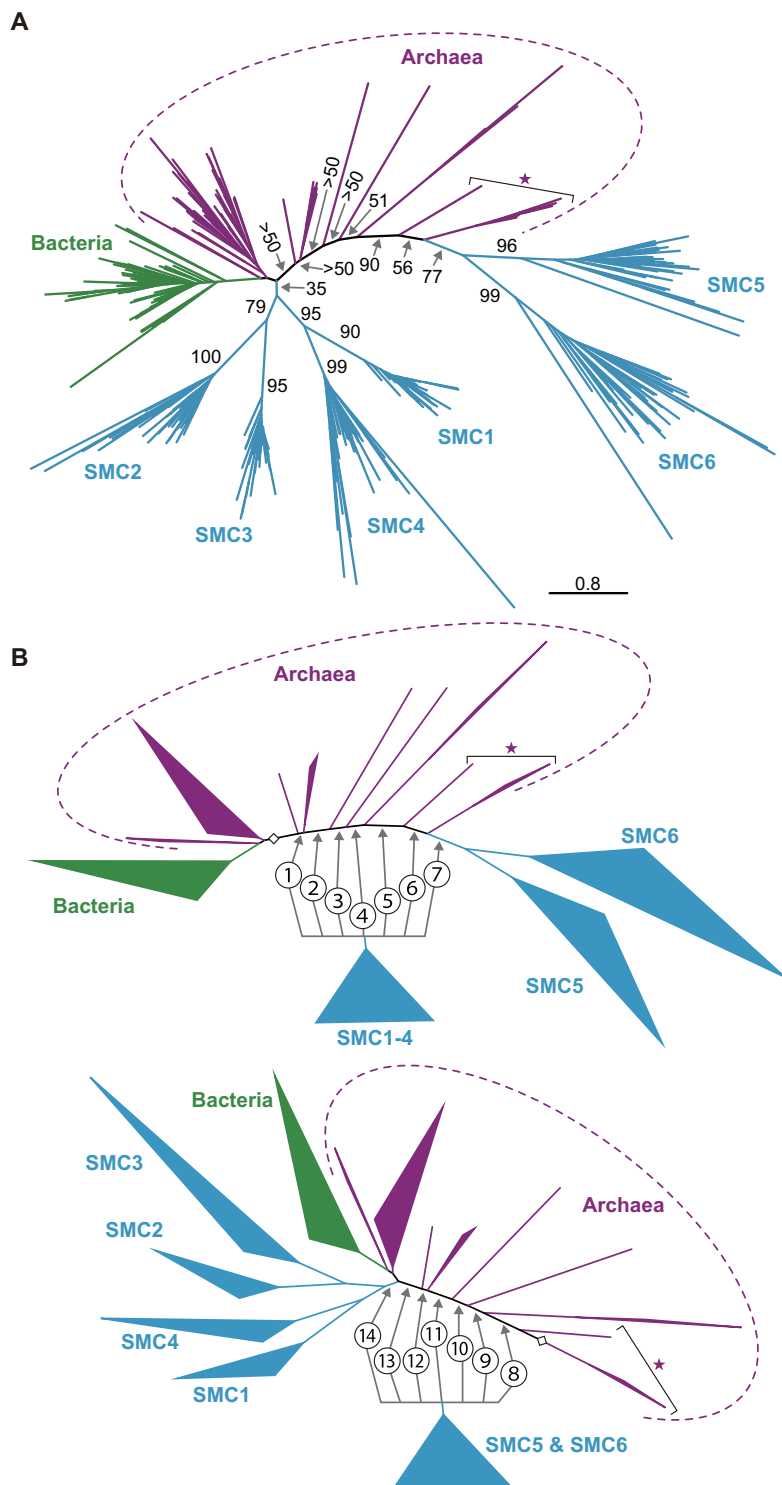 A
Archaea
>50
>50
51
Bacteria
>50
>50
90
56
77
96
SMC5
35
79
95
99
90
100
95
99
SMC1
SMC6
SMC2
SMC3
SMC4
0.8
B
Archaea
SMC6
Bacteria
1
2
3
4
5
6
7
SMC5
SMC1-4
Bacteria
SMC3
SMC2
Archaea
SMC4
14
13
12
11
10
9
8
SMC1
SMC5 & SMC6